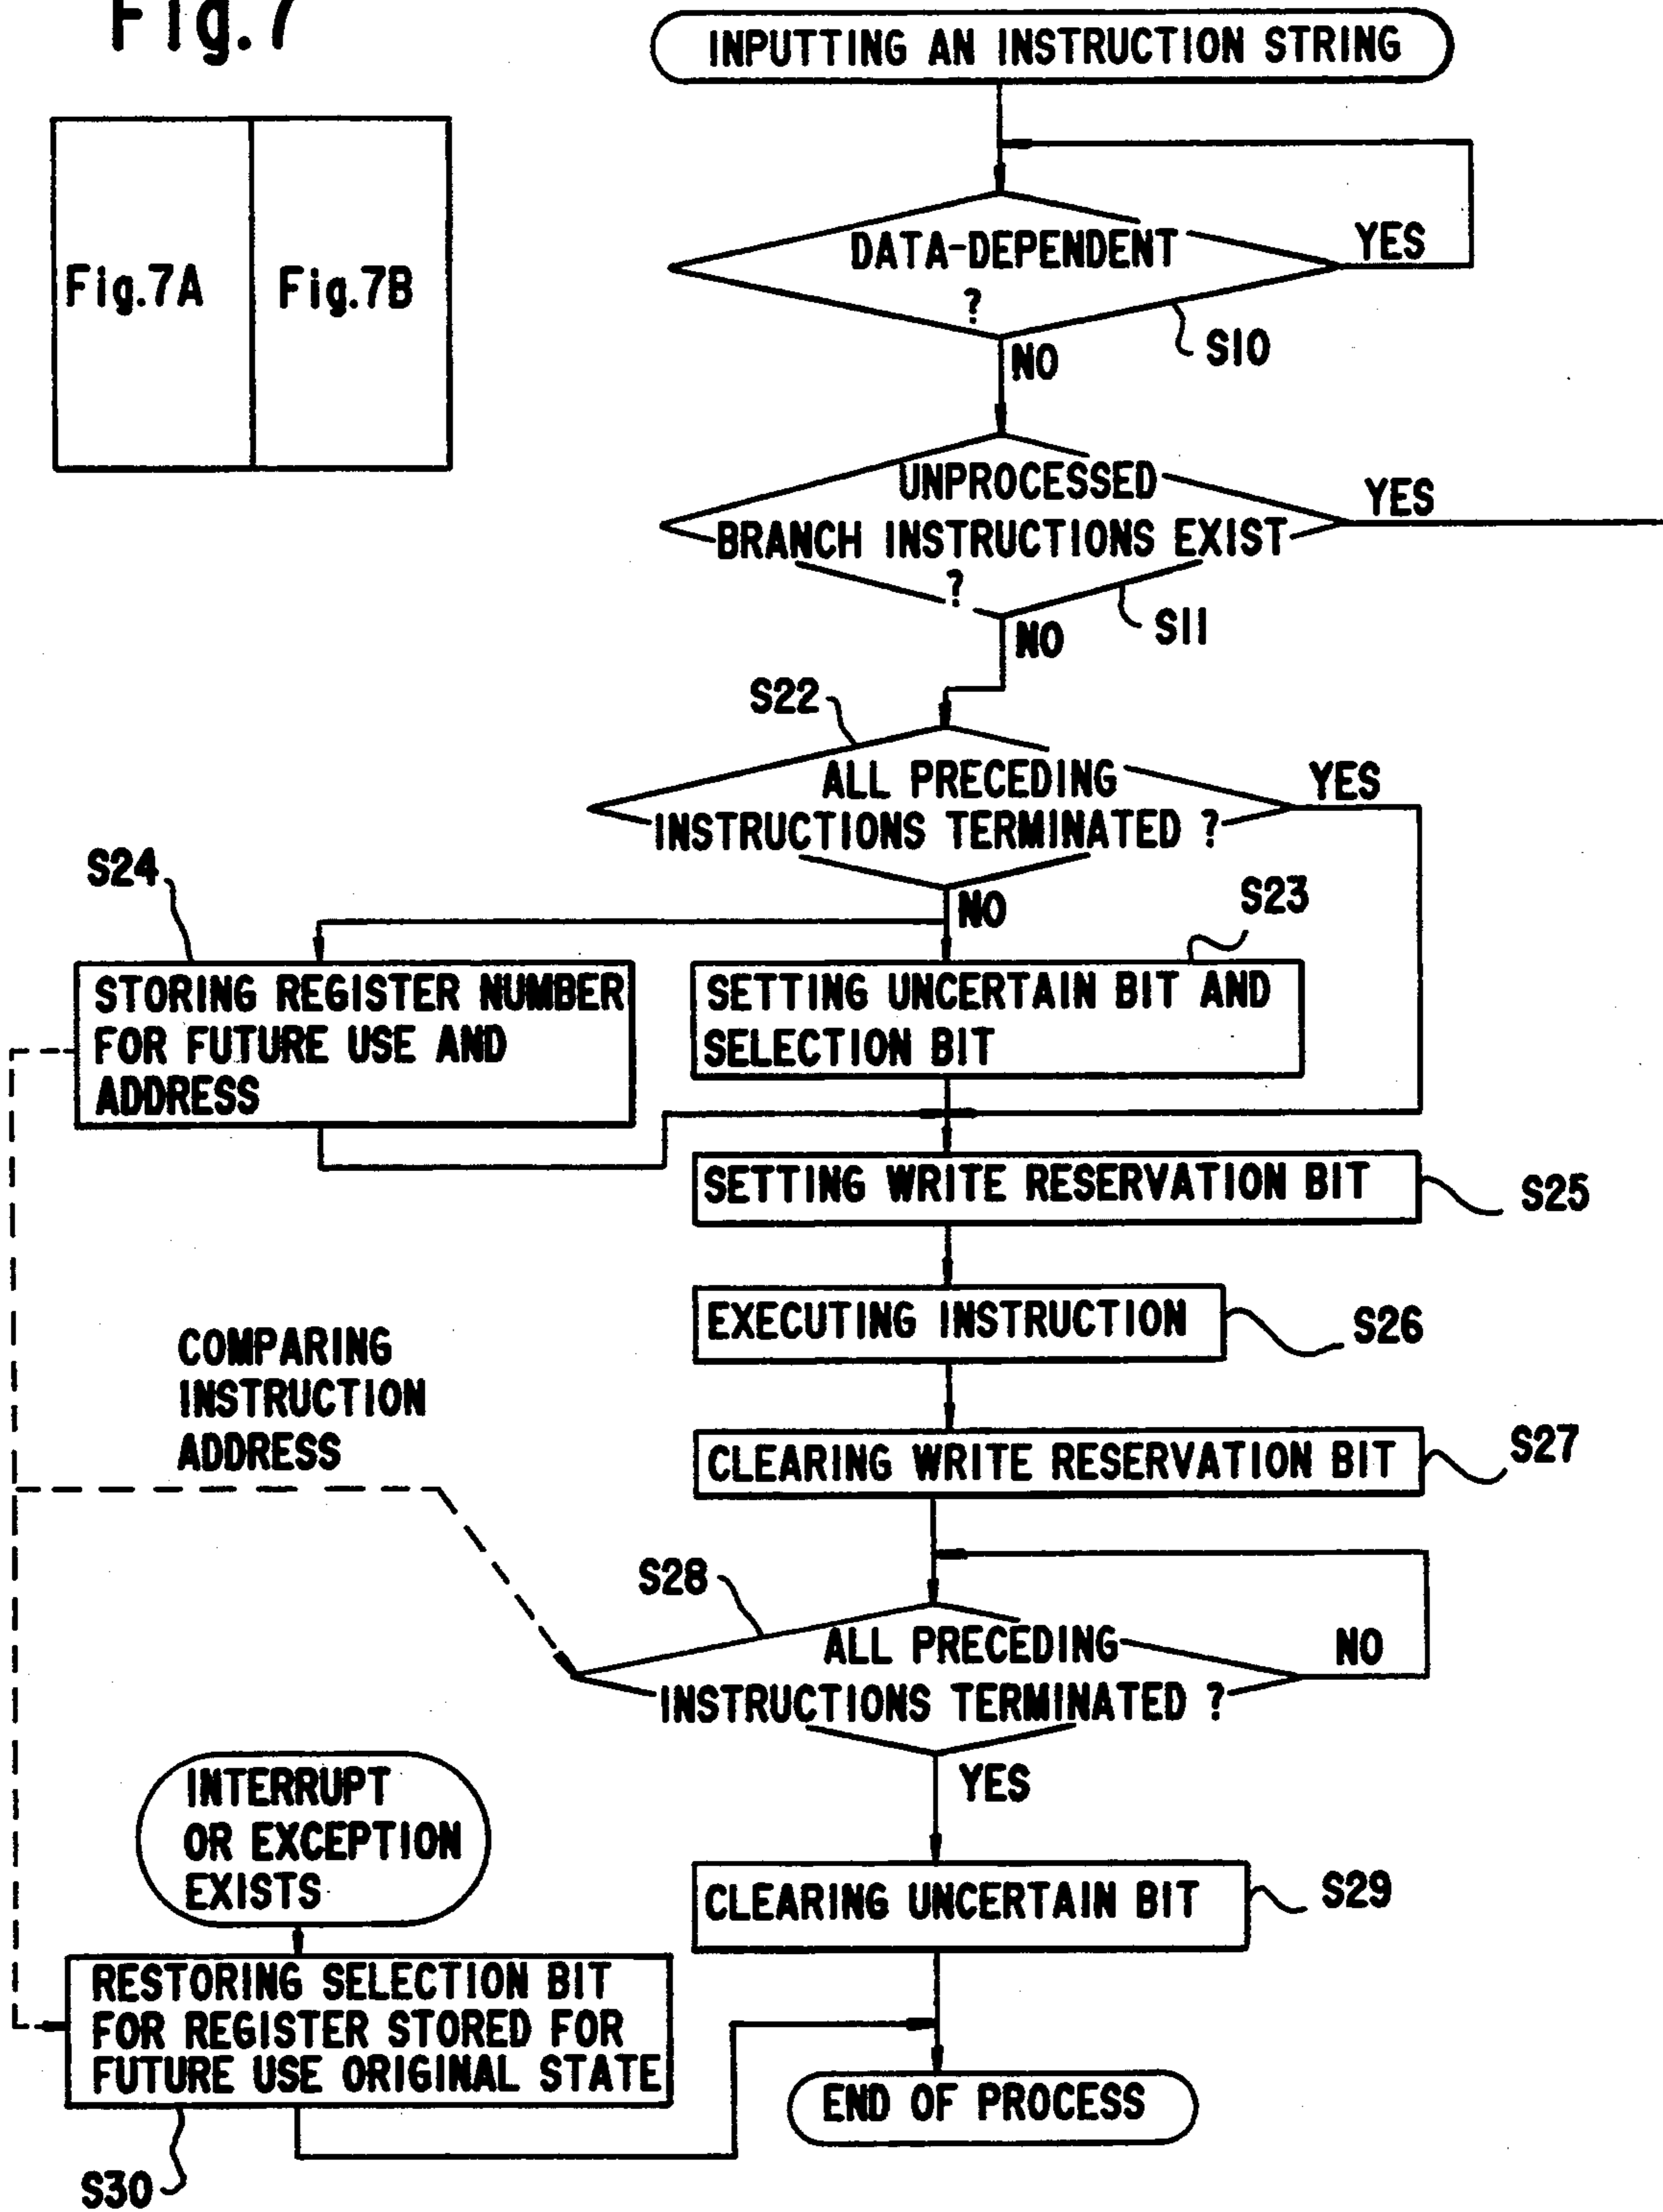 Fig.7
Fig.7A
Fig.7B
INPUTTING AN INSTRUCTION STRING
DATA-DEPENDENT
?
YES
S10
NO
UNPROCESSED
BRANCH INSTRUCTIONS EXIST
?
YES
S11
NO
S22
ALL PRECEDING
INSTRUCTIONS TERMINATED ?
YES
NO
S24
STORING REGISTER NUMBER
FOR FUTURE USE AND
ADDRESS
S23
SETTING UNCERTAIN BIT AND
SELECTION BIT
SETTING WRITE RESERVATION BIT
S25
EXECUTING INSTRUCTION
S26
COMPARING
INSTRUCTION
ADDRESS
CLEARING WRITE RESERVATION BIT
S27
S28
ALL PRECEDING
INSTRUCTIONS TERMINATED ?
NO
YES
INTERRUPT
OR EXCEPTION
EXISTS
CLEARING UNCERTAIN BIT
S29
RESTORING SELECTION BIT
FOR REGISTER STORED FOR
FUTURE USE ORIGINAL STATE
S30
END OF PROCESS